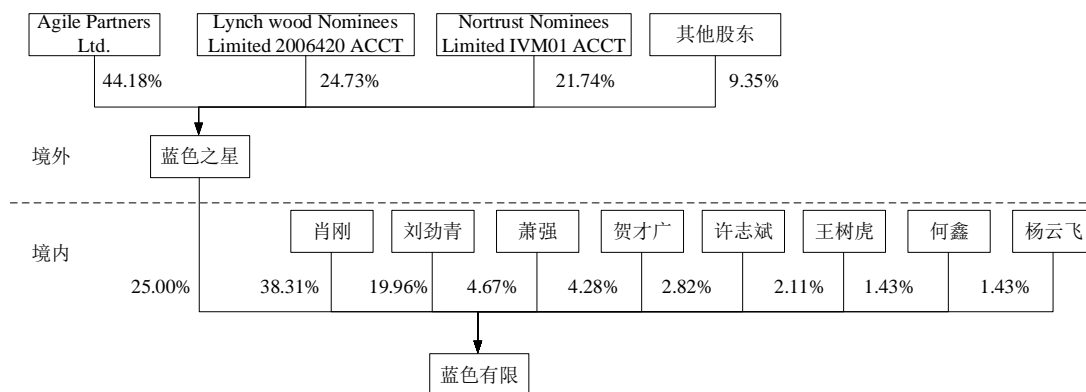 Agile Partners
Ltd.
Lynch wood Nominees
Limited 2006420 ACCT
Nortrust Nominees
Limited IVM01 ACCT
其他股东
44.18%
24.73%
21.74%
9.35%
境外
蓝色之星
肖刚
刘劲青
萧强
贺才广
许志斌
王树虎
何鑫
杨云飞
境内
25.00%
38.31%
19.96%
4.67%
4.28%
2.82%
2.11%
1.43%
1.43%
蓝色有限